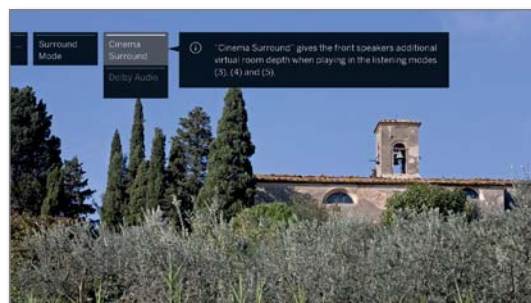 ...
Surround
Mode
Cinema
Surround
Dolby Audio
"Cinema Surround" gives the front speakers additional
virtual room depth when playing in the listening modes
(3), (4) and (5).